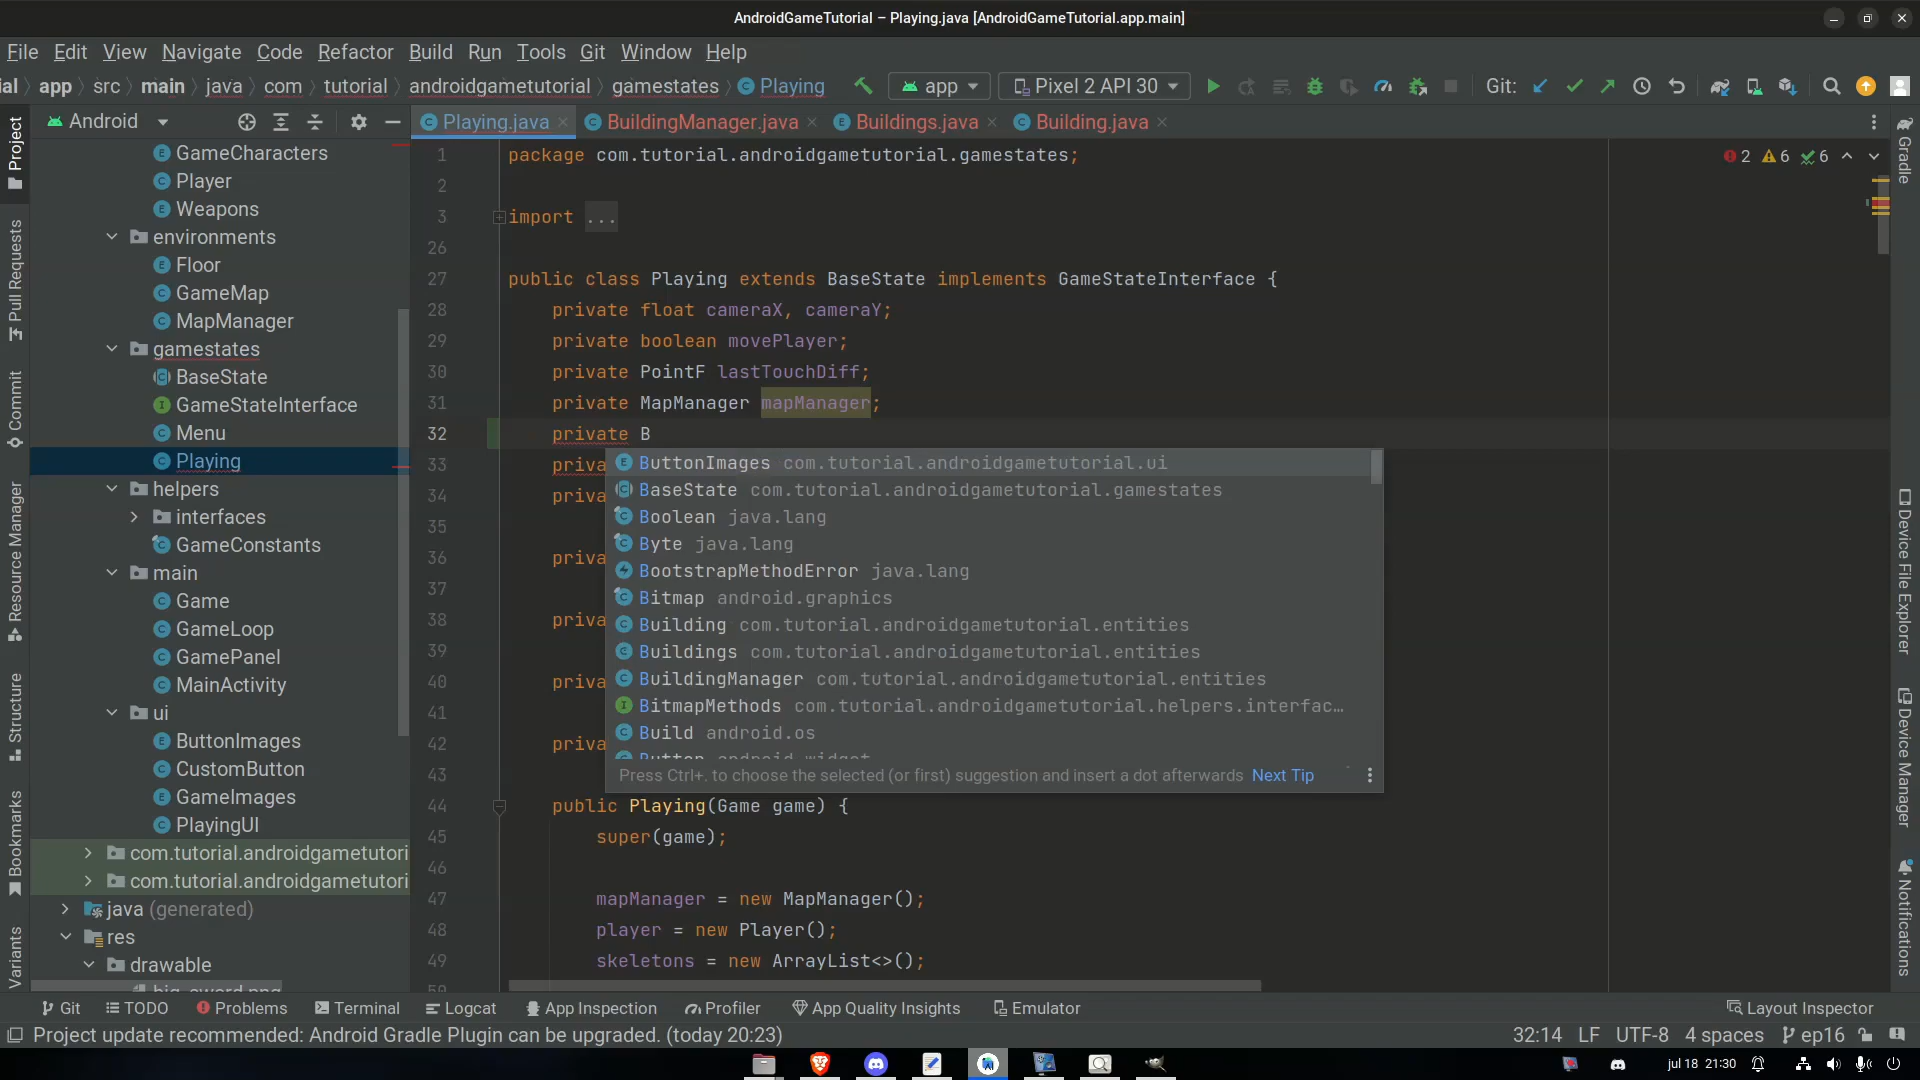 AndroidGameTutorial – Playing.java [AndroidGameTutorial.app.main]
File Edit View Navigate Code Refactor Build Run Tools Git Window Help
ial app src main java com tutorial androidgametutorial gamestates Playing app Pixel 2 API 30 Git:
Android
Playing.java BuildingManager.java Buildings.java Building.java
Project
Pull Requests
Commit
Resource Manager
Structure
Bookmarks
Variants
GameCharacters
Player
Weapons
environments
Floor
GameMap
MapManager
gamestates
BaseState
GameStateInterface
Menu
Playing
helpers
interfaces
GameConstants
main
Game
GameLoop
GamePanel
MainActivity
ui
ButtonImages
CustomButton
GameImages
PlayingUI
com.tutorial.androidgametutori
com.tutorial.androidgametutori
java (generated)
res
drawable
big_sword.png
2 6 6
1 package com.tutorial.androidgametutorial.gamestates;
2
3 import ...
26
27 public class Playing extends BaseState implements GameStateInterface {
28 private float cameraX, cameraY;
29 private boolean movePlayer;
30 private PointF lastTouchDiff;
31 private MapManager mapManager;
32 private B
33 priva
34 priva
35
36 priva
37
38 priva
39
40 priva
41
42 priva
43
ButtonImages com.tutorial.androidgametutorial.ui
BaseState com.tutorial.androidgametutorial.gamestates
Boolean java.lang
Byte java.lang
BootstrapMethodError java.lang
Bitmap android.graphics
Building com.tutorial.androidgametutorial.entities
Buildings com.tutorial.androidgametutorial.entities
BuildingManager com.tutorial.androidgametutorial.entities
BitmapMethods com.tutorial.androidgametutorial.helpers.interfac...
Build android.os
Button android.widget
Press Ctrl+. to choose the selected (or first) suggestion and insert a dot afterwards Next Tip
44 public Playing(Game game) {
45 super(game);
46
47 mapManager = new MapManager();
48 player = new Player();
49 skeletons = new ArrayList<>();
50
Gradle
Device File Explorer
Device Manager
Notifications
Git TODO Problems Terminal Logcat App Inspection Profiler App Quality Insights Emulator Layout Inspector
Project update recommended: Android Gradle Plugin can be upgraded. (today 20:23) 32:14 LF UTF-8 4 spaces ep16
jul 18 21:30